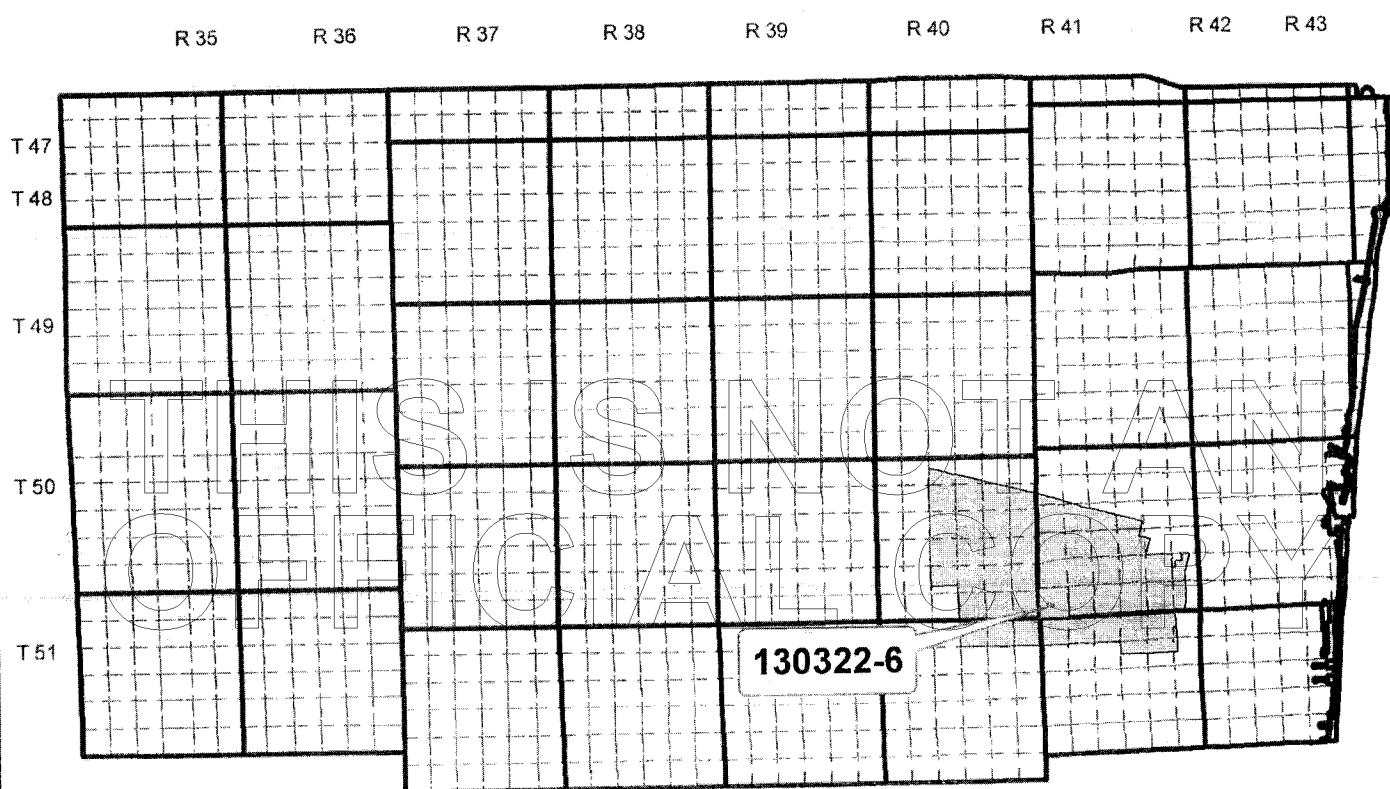 R 35 R 36 R 37 R 38 R 39 R 40 R 41 R 42 R 43
T 47
T 48
T 49
THIS IS NOT AN
T 50
OFFICIAL COPY
T 51
130322-6